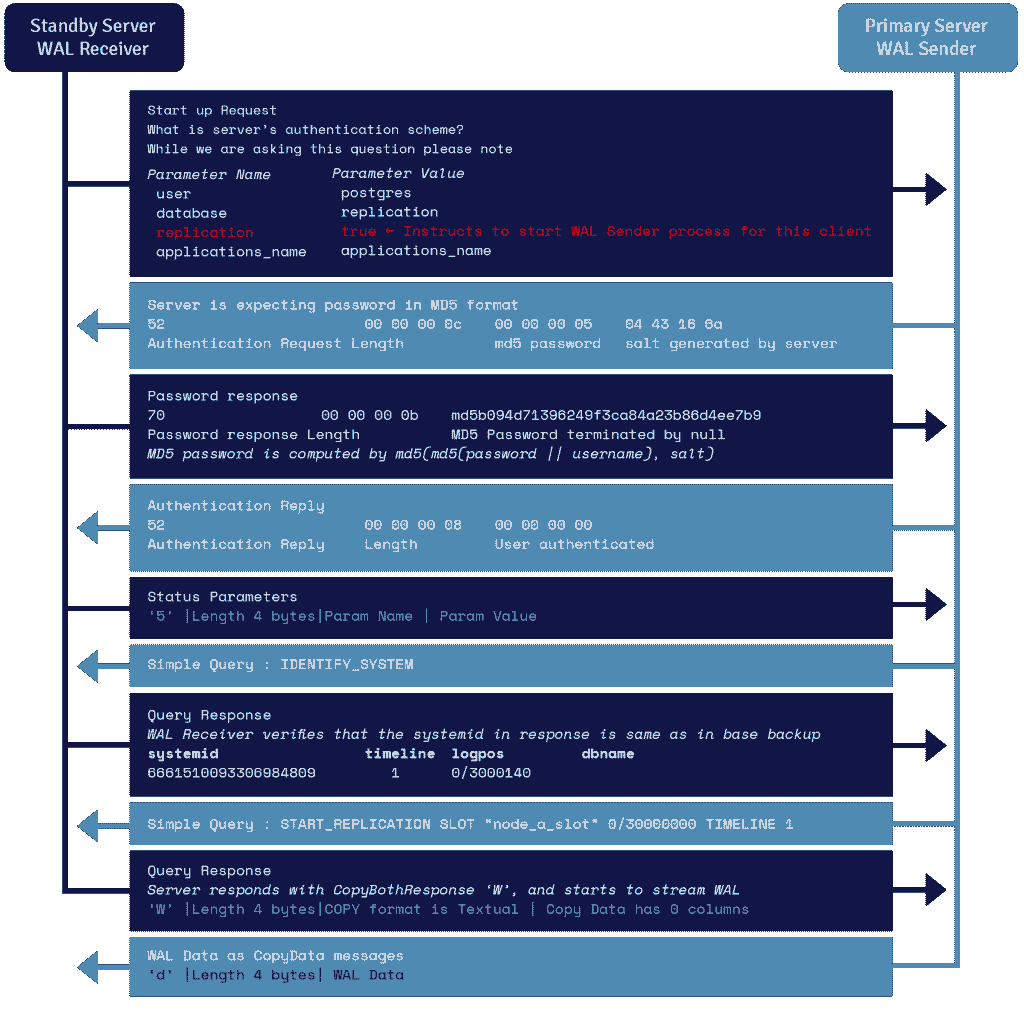 Standby Server
WAL Receiver
Primary Server
WAL Sender
Start up Request
What is server's authentication scheme?
While we are asking this question please note
Parameter Name Parameter Value
user postgres
database replication
replication true ← Instructs to start WAL Sender process for this client
applications_name applications_name
Server is expecting password in MD5 format
52 00 00 00 0c 00 00 00 05 04 43 16 6a
Authentication Request Length md5 password salt generated by server
Password response
70 00 00 00 0b md5b094d71396249f3ca84a23b86d4ee7b9
Password response Length MD5 Password terminated by null
MD5 password is computed by md5(md5(password || username), salt)
Authentication Reply
52 00 00 00 08 00 00 00 00
Authentication Reply Length User authenticated
Status Parameters
'5' |Length 4 bytes|Param Name | Param Value
Simple Query : IDENTIFY_SYSTEM
Query Response
WAL Receiver verifies that the systemid in response is same as in base backup
systemid timeline logpos dbname
6661510093306984809 1 0/3000140
Simple Query : START_REPLICATION SLOT "node_a_slot" 0/30000000 TIMELINE 1
Query Response
Server responds with CopyBothResponse 'W', and starts to stream WAL
'W' |Length 4 bytes|COPY format is Textual | Copy Data has 0 columns
WAL Data as CopyData messages
'd' |Length 4 bytes| WAL Data